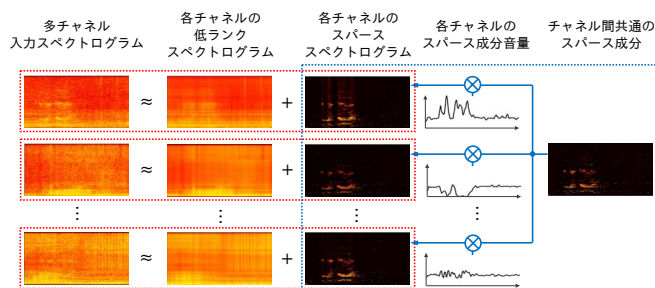 多チャネル
入力スペクトログラム
各チャネルの
低ランク
スペクトログラム
各チャネルの
スパース
スペクトログラム
各チャネルの
スパース成分音量
チャネル間共通の
スパース成分
≈ +
≈ +
⋮ ⋮ ⋮ ⋮
≈ +